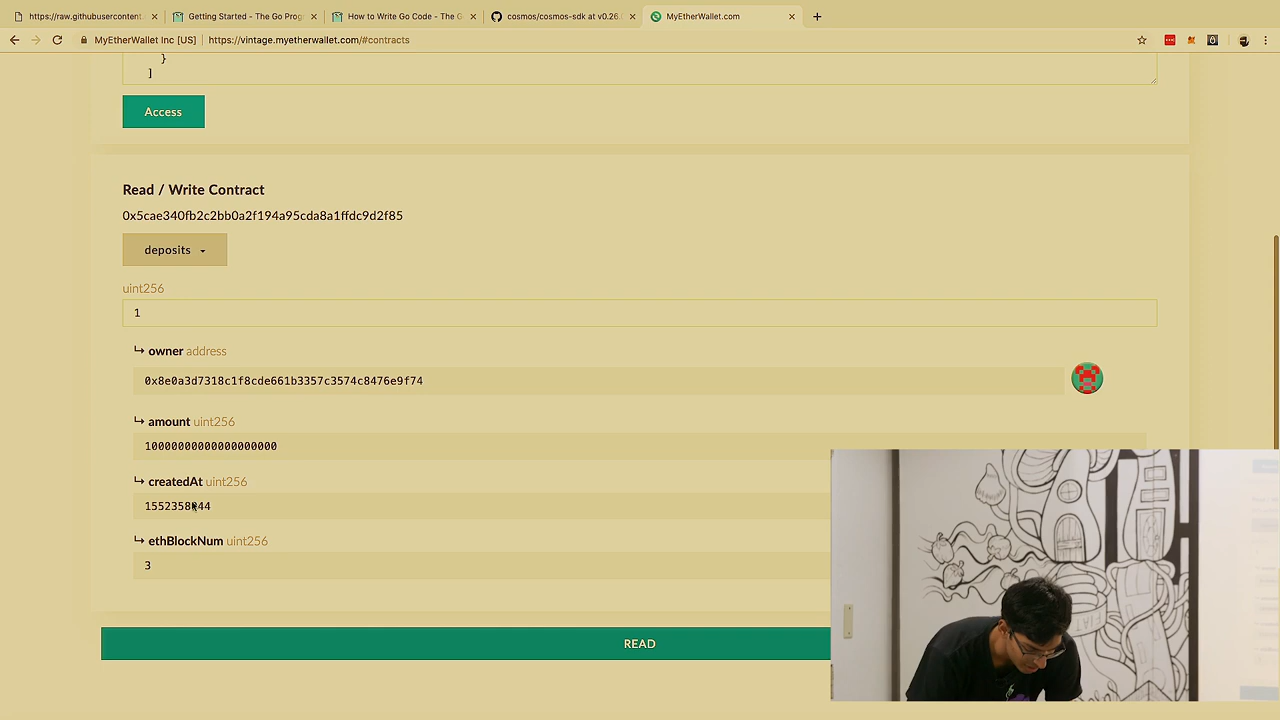 https://raw.githubusercontent.
Getting Started - The Go Prog
How to Write Go Code - The G
cosmos/cosmos-sdk at v0.26.
MyEtherWallet.com
MyEtherWallet Inc [US]
https://vintage.myetherwallet.com/#contracts
}
]
Access
Read / Write Contract
0x5cae340fb2c2bb0a2f194a95cda8a1ffdc9d2f85
deposits
uint256
1
↳ owner address
0x8e0a3d7318c1f8cde661b3357c3574c8476e9f74
↳ amount uint256
10000000000000000000
↳ createdAt uint256
↳ ethBlockNum uint256
3
READ
FIAT